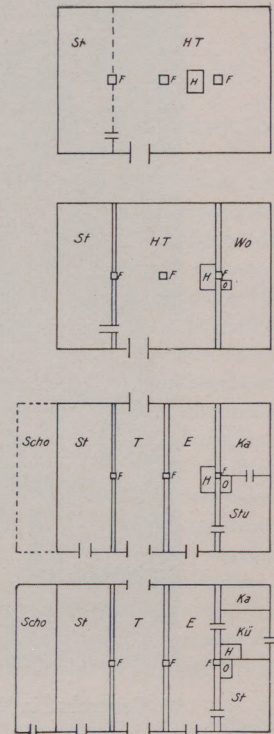 St HT
F F H F
St HT Wo
F F H F O
Scho St T E Ka
F F H F O
Stu
Scho St T E Ka
Kü
H
F F F O
St